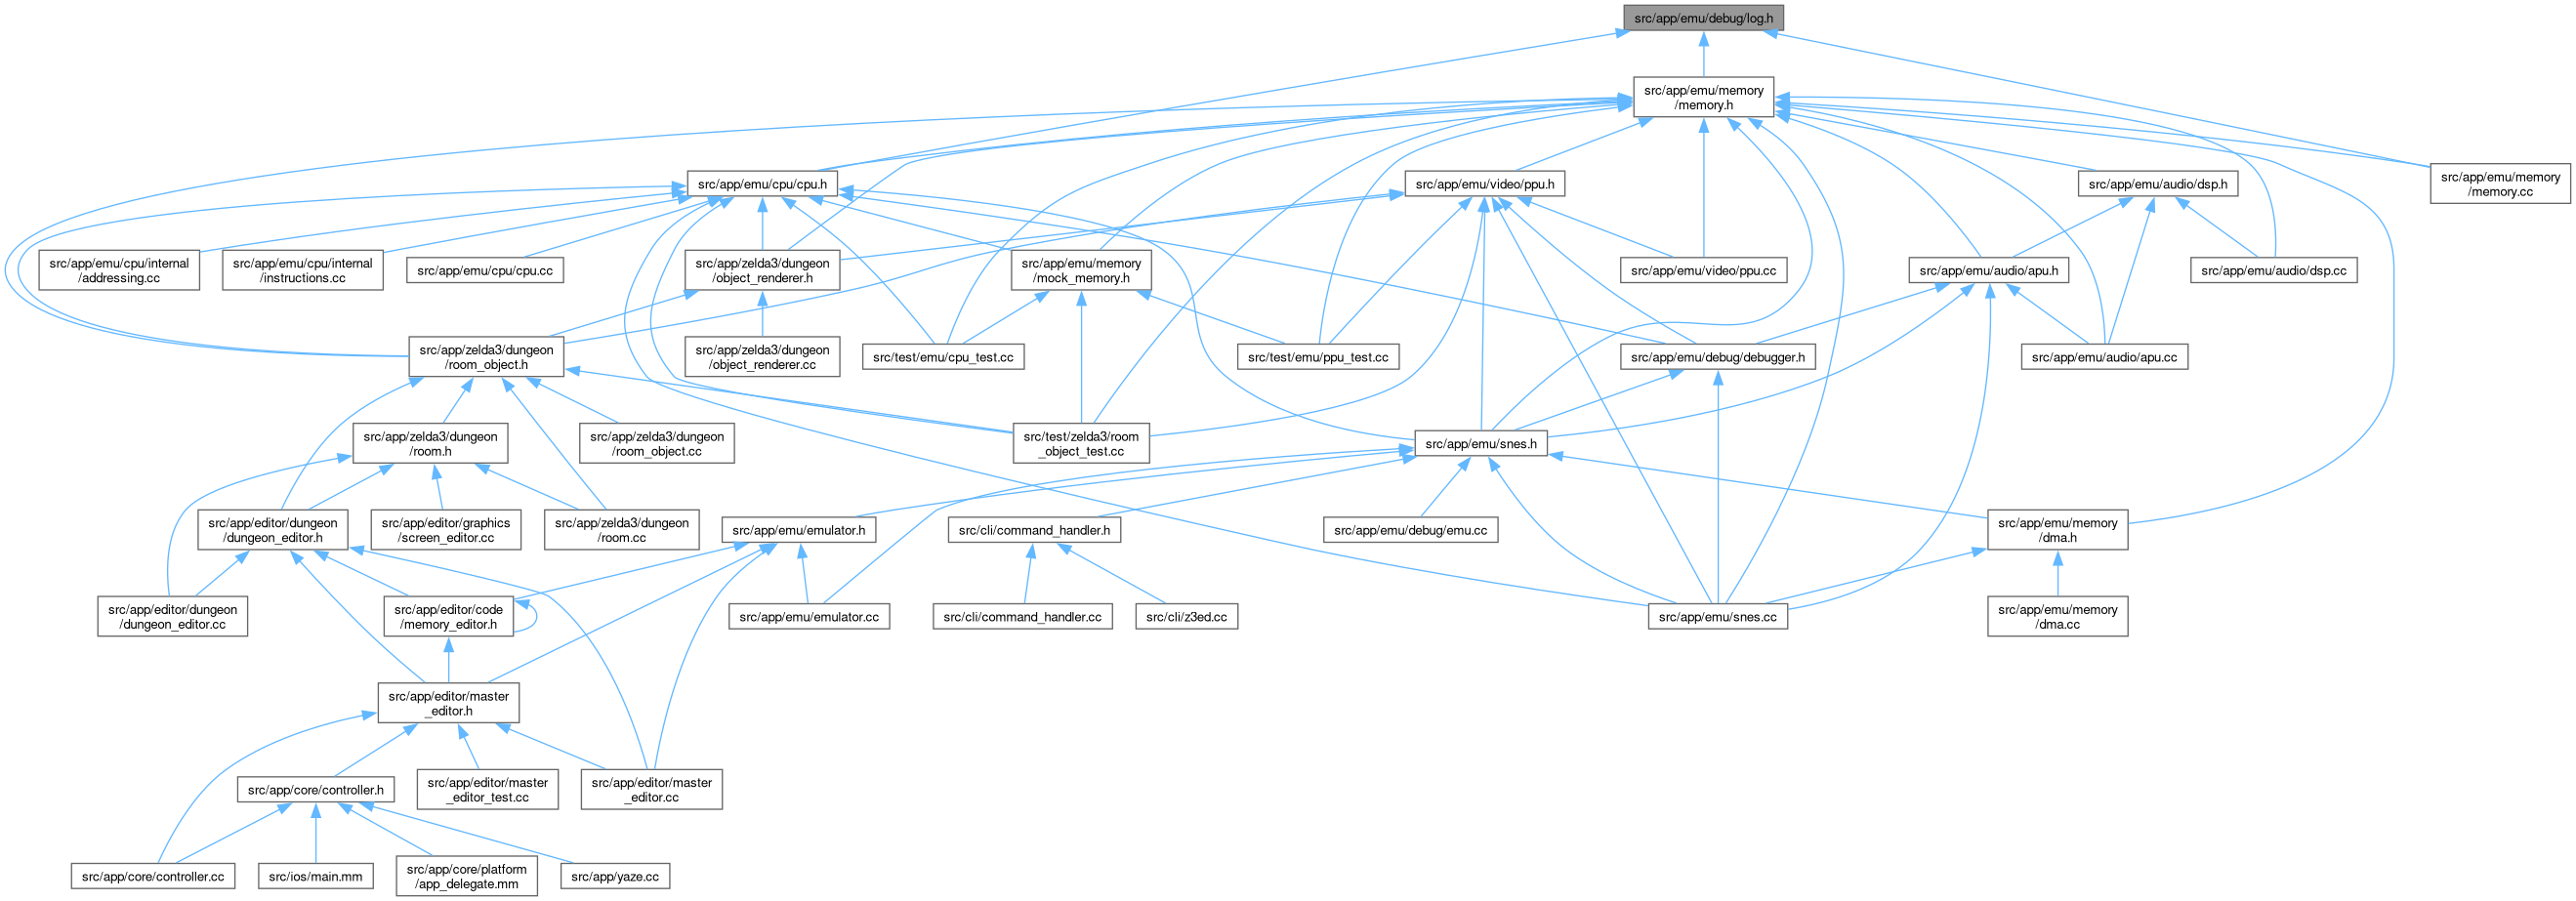 src/app/emu/debug/log.h
src/app/emu/memory
/memory.h
src/app/emu/cpu/cpu.h
src/app/emu/video/ppu.h
src/app/emu/audio/dsp.h
src/app/emu/memory
/memory.cc
src/app/emu/cpu/internal
/addressing.cc
src/app/emu/cpu/internal
/instructions.cc
src/app/emu/cpu/cpu.cc
src/app/zelda3/dungeon
/object_renderer.h
src/app/emu/memory
/mock_memory.h
src/app/emu/video/ppu.cc
src/app/emu/audio/apu.h
src/app/emu/audio/dsp.cc
src/app/zelda3/dungeon
/room_object.h
src/app/zelda3/dungeon
/object_renderer.cc
src/test/emu/cpu_test.cc
src/test/emu/ppu_test.cc
src/app/emu/debug/debugger.h
src/app/emu/audio/apu.cc
src/app/zelda3/dungeon
/room.h
src/app/zelda3/dungeon
/room_object.cc
src/test/zelda3/room
_object_test.cc
src/app/emu/snes.h
src/app/editor/dungeon
/dungeon_editor.h
src/app/editor/graphics
/screen_editor.cc
src/app/zelda3/dungeon
/room.cc
src/app/emu/emulator.h
src/cli/command_handler.h
src/app/emu/debug/emu.cc
src/app/emu/memory
/dma.h
src/app/editor/dungeon
/dungeon_editor.cc
src/app/editor/code
/memory_editor.h
src/app/emu/emulator.cc
src/cli/command_handler.cc
src/cli/z3ed.cc
src/app/emu/snes.cc
src/app/emu/memory
/dma.cc
src/app/editor/master
_editor.h
src/app/core/controller.h
src/app/editor/master
_editor_test.cc
src/app/editor/master
_editor.cc
src/app/core/controller.cc
src/ios/main.mm
src/app/core/platform
/app_delegate.mm
src/app/yaze.cc